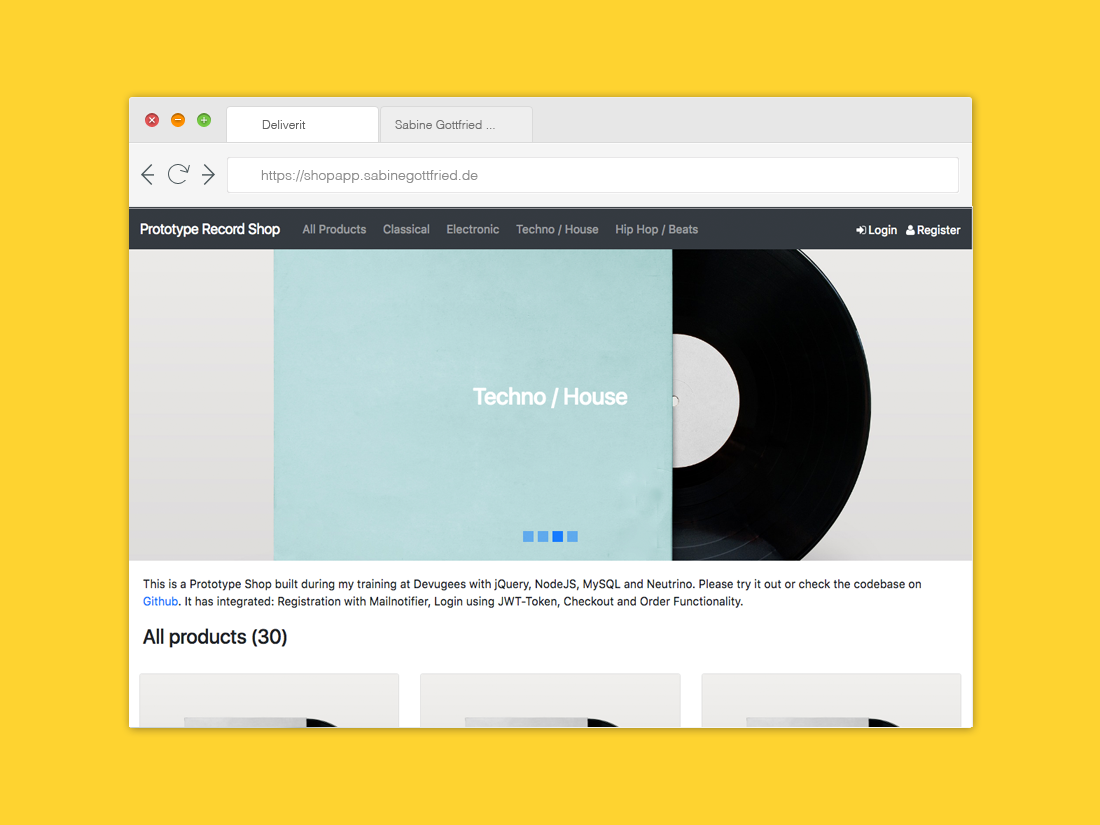 Deliverit
Sabine Gottfried ...
https://shopapp.sabinegottfried.de
Prototype Record Shop All Products Classical Electronic Techno / House Hip Hop / Beats Login Register
Techno / House
This is a Prototype Shop built during my training at Devugees with jQuery, NodeJS, MySQL and Neutrino. Please try it out or check the codebase on
Github. It has integrated: Registration with Mailnotifier, Login using JWT-Token, Checkout and Order Functionality.
All products (30)